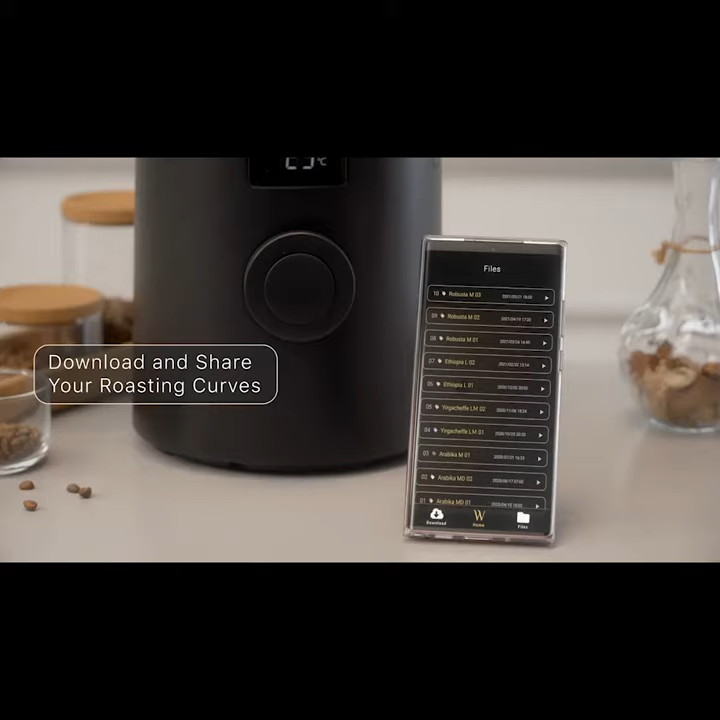 °C
Files
10 Robusta M 03
09 Robusta M 02
08 Robusta M 01
07 Ethiopia L 02
06 Ethiopia L 01
05 Yirgacheffe LM 02
04 Yirgacheffe LM 01
03 Arabika M 01
02 Arabika MD 02
01 Arabika MD 01
Download
W
Home
Files
Download and Share
Your Roasting Curves